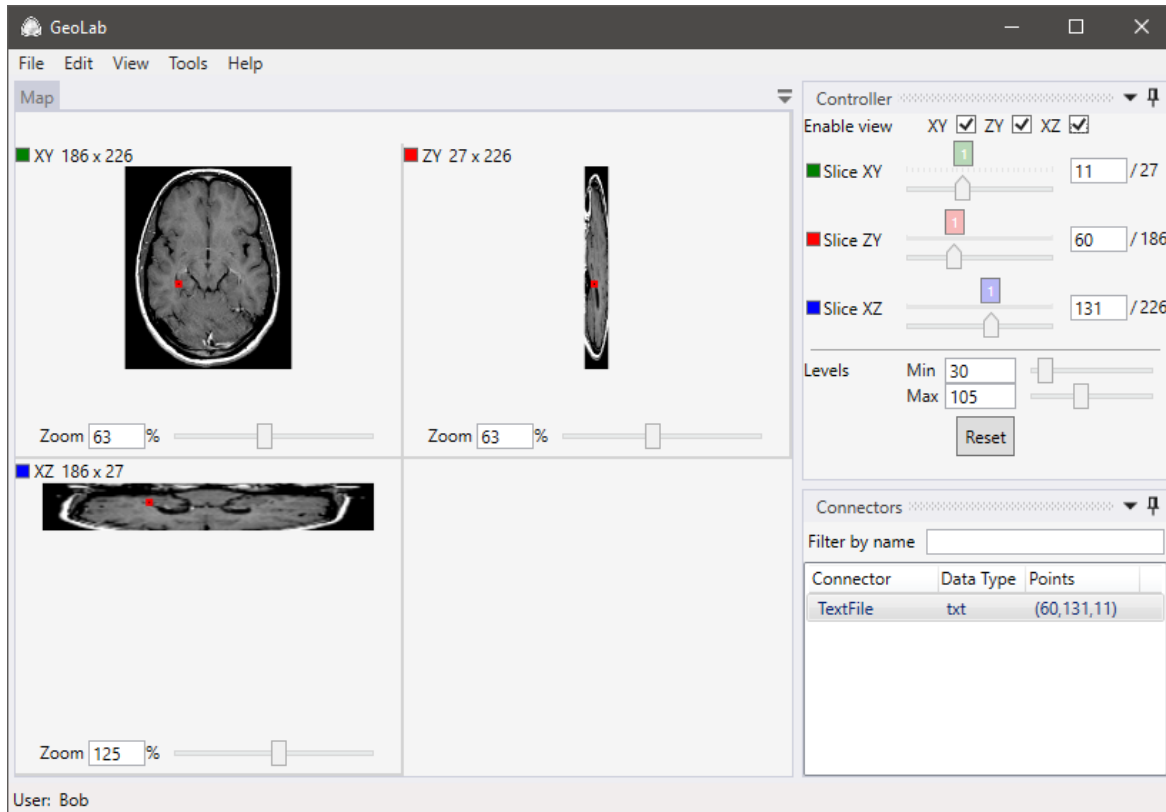 GeoLab
File Edit View Tools Help
Map
XY 186 x 226
ZY 27 x 226
Zoom 63 %
Zoom 63 %
XZ 186 x 27
Zoom 125 %
Controller
Enable view XY ZY XZ
1
Slice XY 11 / 27
1
Slice ZY 60 / 186
1
Slice XZ 131 / 226
Levels Min 30
Max 105
Reset
Connectors
Filter by name
Connector Data Type Points
TextFile txt (60,131,11)
User: Bob